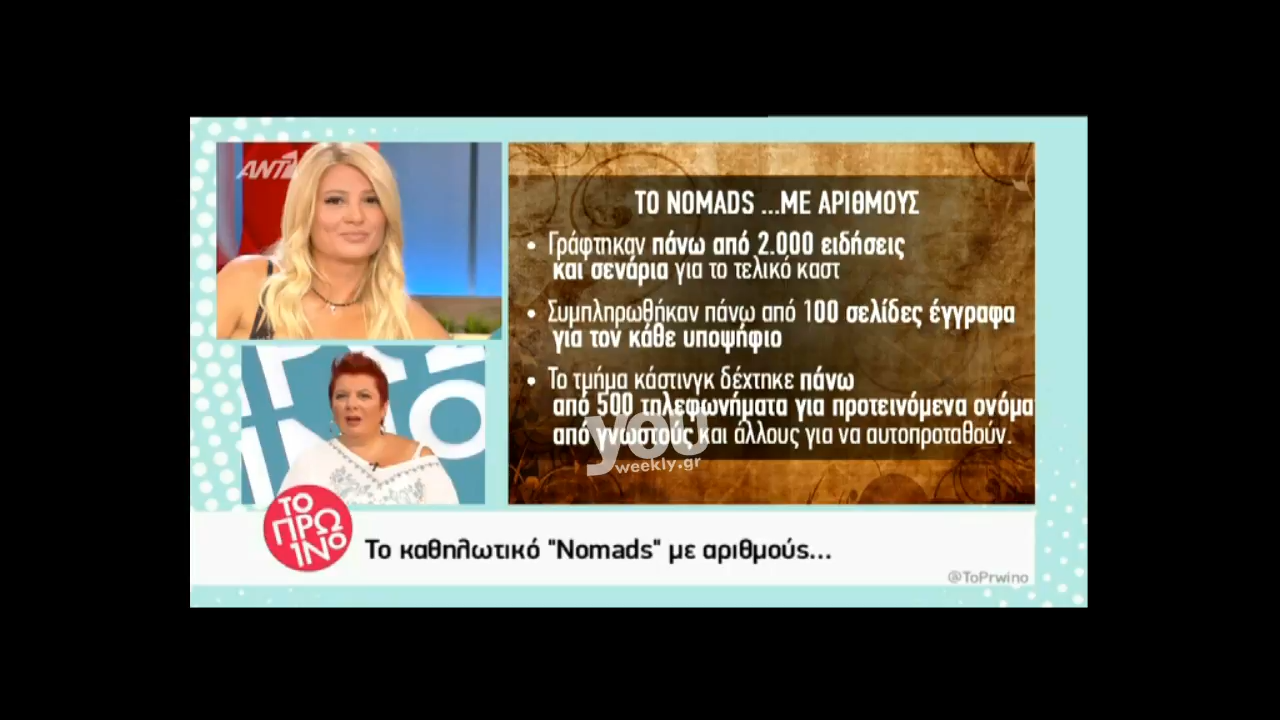 ANT1
ΤΟ NOMADS ...ΜΕ ΑΡΙΘΜΟΥΣ
• Γράφτηκαν πάνω από 2.000 ειδήσεις
και σενάρια για το τελικό καστ
• Συμπληρωθήκαν πάνω από 100 σελίδες έγγραφα
για τον κάθε υποψήφιο
• Το τμήμα κάστινγκ δέχτηκε πάνω
από 500 τηλεφωνήματα για προτεινόμενα ονόμα
από γνωστούς και άλλους για να αυτοπροταθούν.
you
weekly.gr
ΤΟ
ΠΡΩ
ΙΝΟ
Το καθηλωτικό "Nomads" με αριθμούς...
@ToPrwino